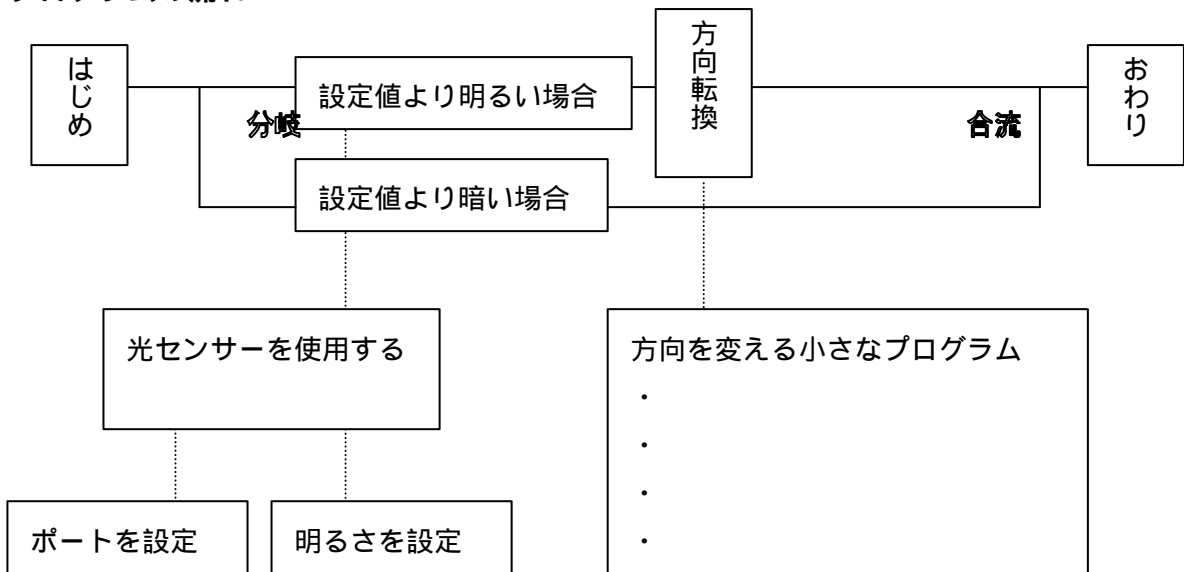 はじめ
分岐
設定値より明るい場合
設定値より暗い場合
方向転換
合流
おわり
光センサーを使用する
方向を変える小さなプログラム
・
・
・
・
ポートを設定
明るさを設定